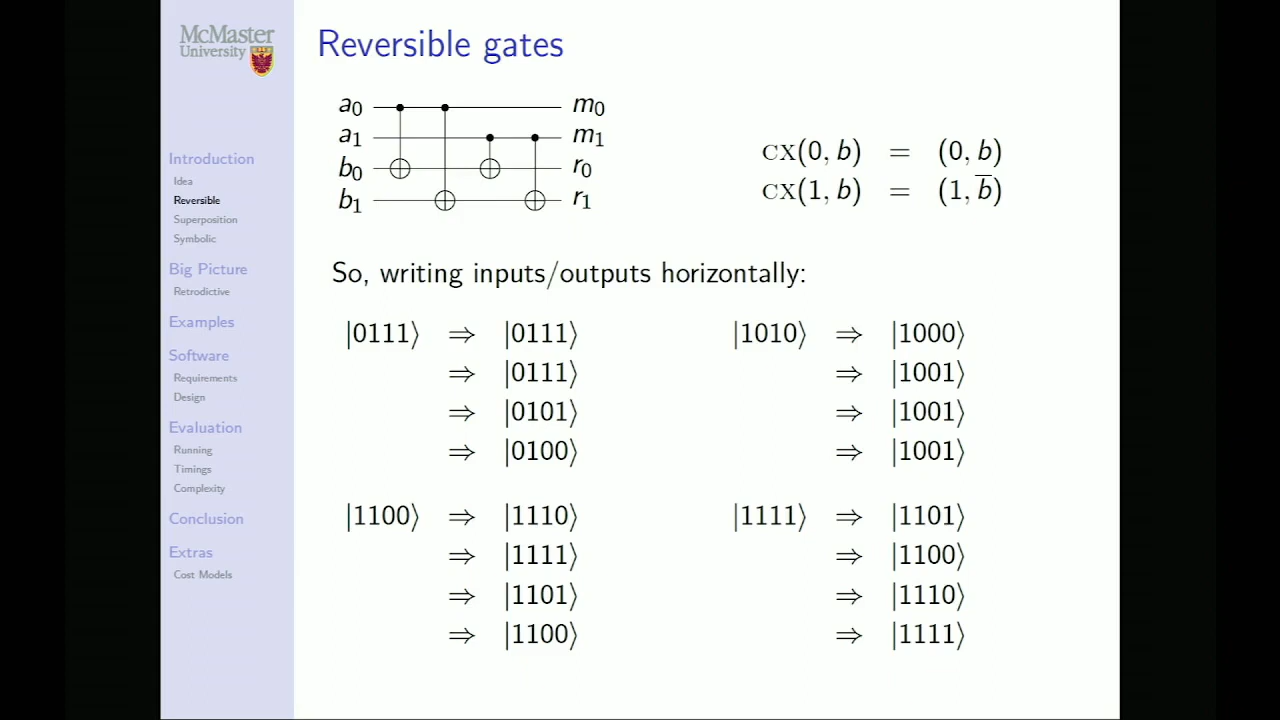 McMaster
University
Introduction
Idea
Reversible
Superposition
Symbolic
Big Picture
Retrodictive
Examples
Software
Requirements
Design
Evaluation
Running
Timings
Complexity
Conclusion
Extras
Cost Models
Reversible gates
a₀ m₀
a₁ m₁
b₀ r₀
b₁ r₁
CX(0, b) = (0, b)
CX(1, b) = (1, b̅)
So, writing inputs/outputs horizontally:
|0111⟩ ⇒ |0111⟩
⇒ |0111⟩
⇒ |0101⟩
⇒ |0100⟩
|1010⟩ ⇒ |1000⟩
⇒ |1001⟩
⇒ |1001⟩
⇒ |1001⟩
|1100⟩ ⇒ |1110⟩
⇒ |1111⟩
⇒ |1101⟩
⇒ |1100⟩
|1111⟩ ⇒ |1101⟩
⇒ |1100⟩
⇒ |1110⟩
⇒ |1111⟩